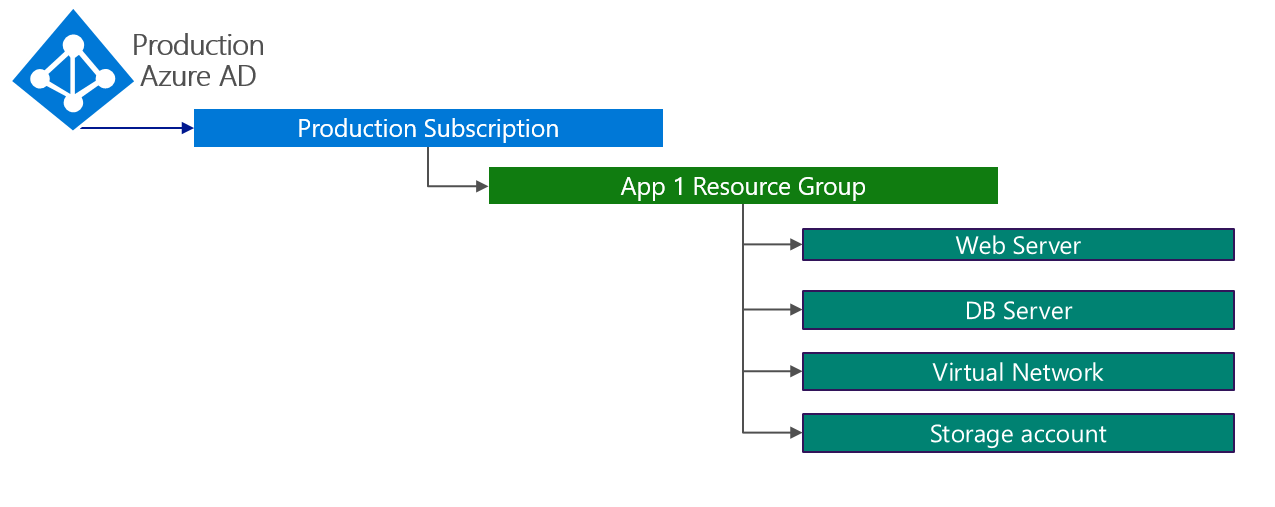 Production
Azure AD
Production Subscription
App 1 Resource Group
Web Server
DB Server
Virtual Network
Storage account